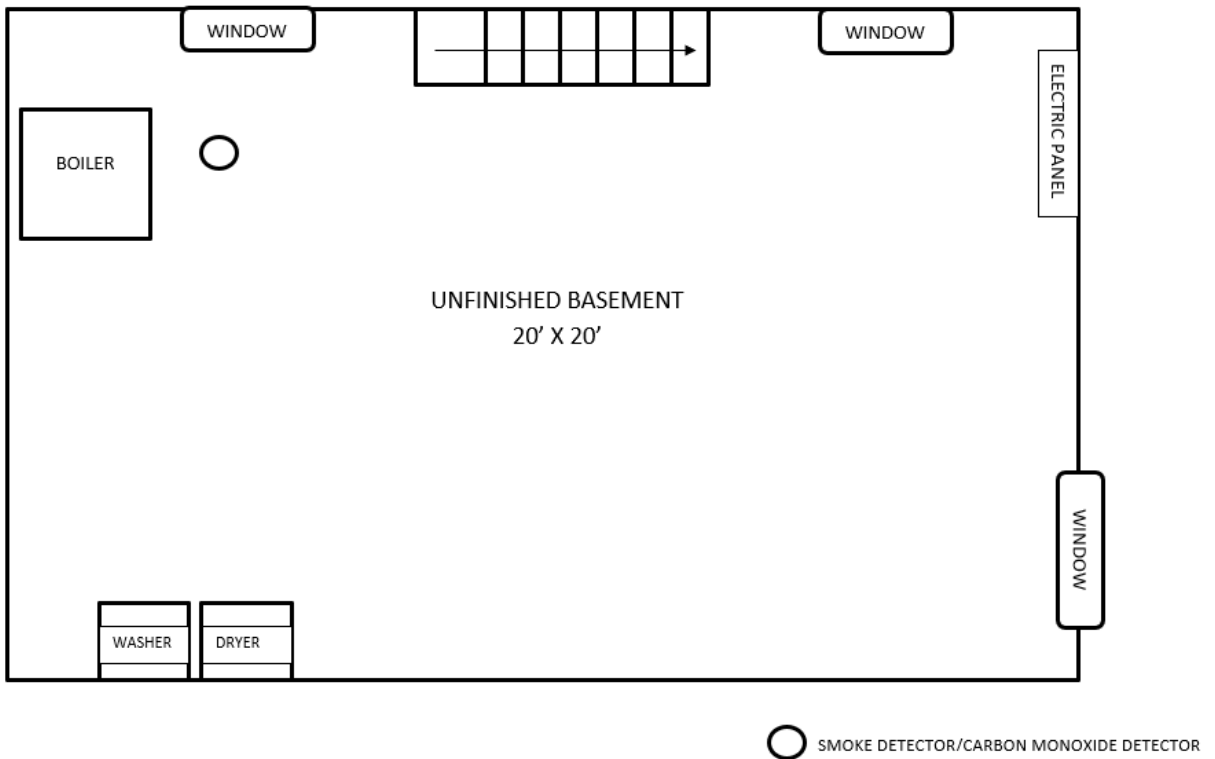 WINDOW
WINDOW
ELECTRIC PANEL
BOILER
UNFINISHED BASEMENT
20’ X 20’
WINDOW
WASHER
DRYER
SMOKE DETECTOR/CARBON MONOXIDE DETECTOR